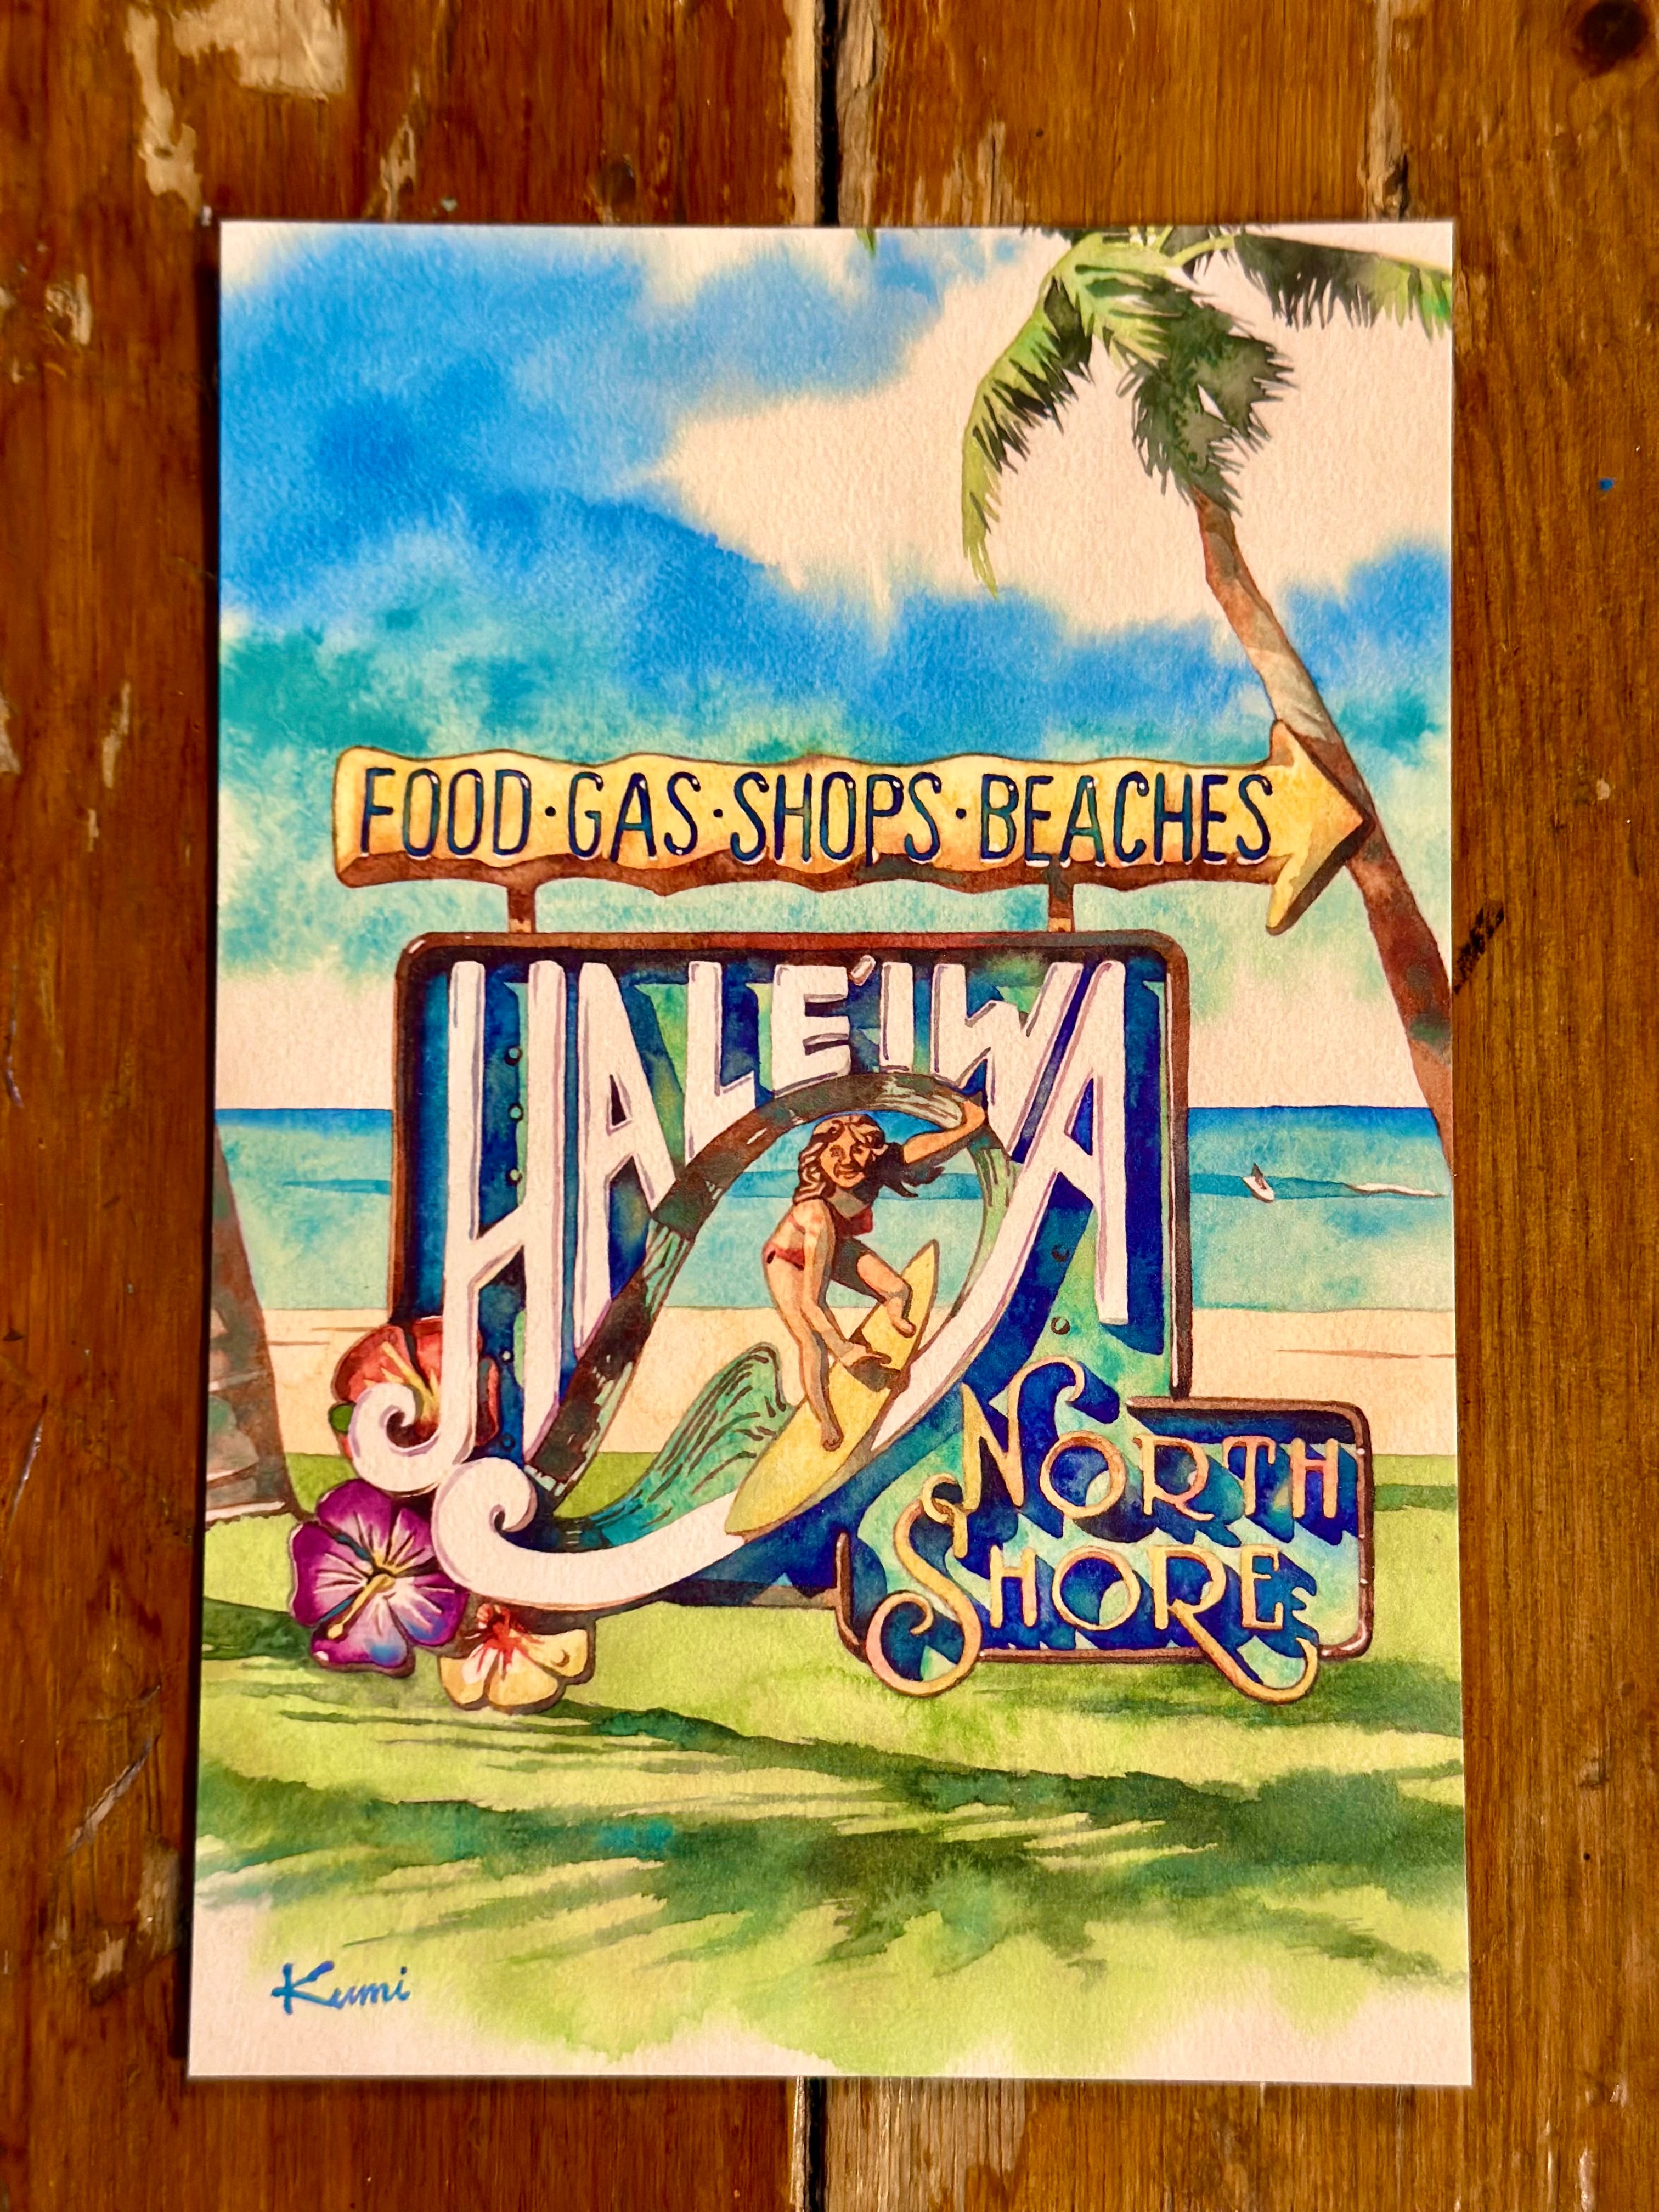 FOOD·GAS·SHOPS·BEACHES
HALE'IWA
NORTH
SHORE
Kumi